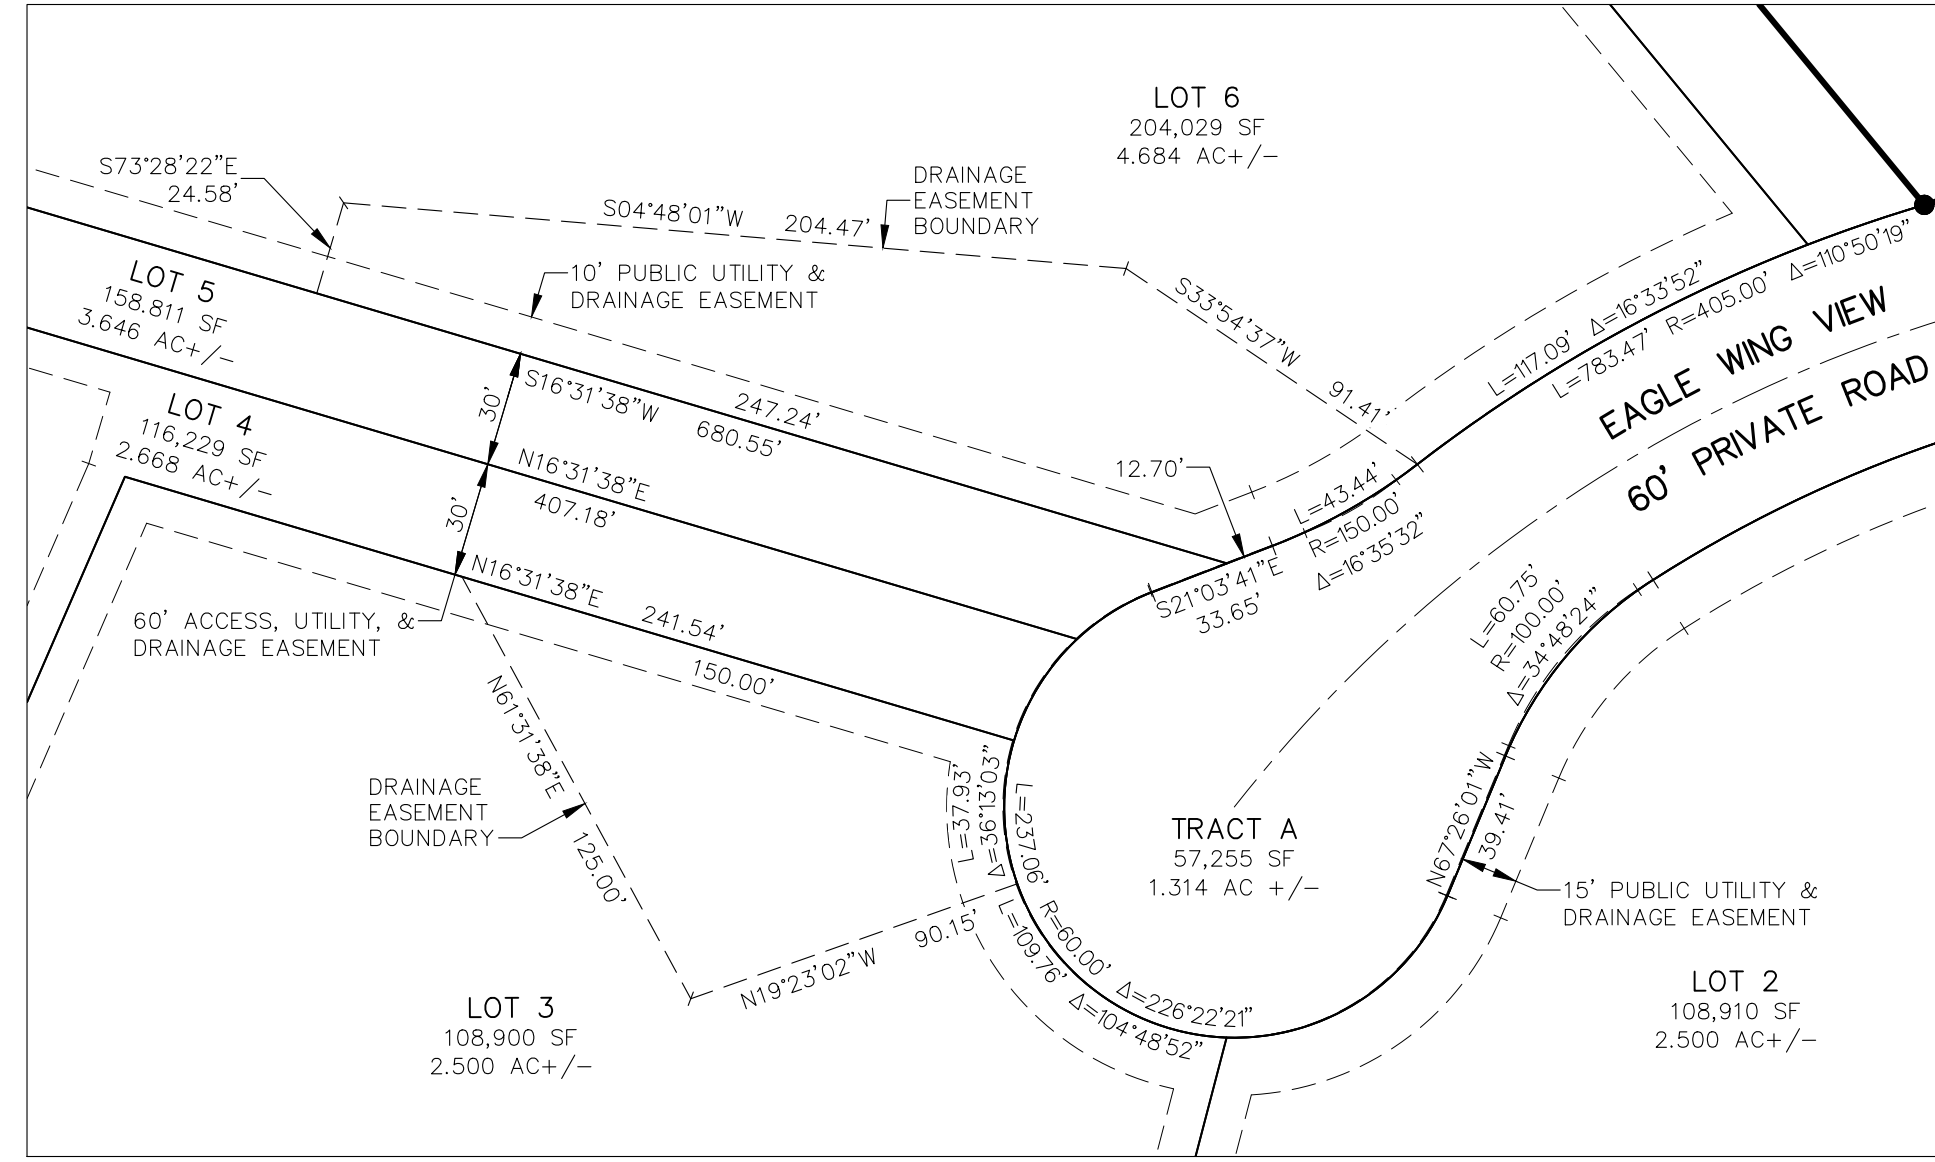 LOT 6
204,029 SF
4.684 AC+/-
S73°28'22"E
24.58'
DRAINAGE
EASEMENT
BOUNDARY
S04°48'01"W 204.47'
10' PUBLIC UTILITY &
DRAINAGE EASEMENT
S33°54'37"W
91.41'
LOT 5
158.811 SF
3.646 AC+/-
LOT 4
116,229 SF
2.668 AC+/-
30'
30'
S16°31'38"W
247.24'
680.55'
N16°31'38"E
407.18'
N16°31'38"E
241.54'
150.00'
12.70'
L=43.44'
R=150.00'
Δ=16°35'32"
S21°03'41"E
33.65'
L=117.09' Δ=16°33'52"
L=783.47' R=405.00' Δ=110°50'19"
EAGLE WING VIEW
60' PRIVATE ROAD
60' ACCESS, UTILITY, &
DRAINAGE EASEMENT
L=60.75'
R=100.00'
Δ=34°48'24"
N61°31'38"E
125.00'
DRAINAGE
EASEMENT
BOUNDARY
L=37.93'
Δ=36°13'03"
L=237.06' R=60.00' Δ=226°22'21"
L=109.76' Δ=104°48'52"
N19°23'02"W 90.15'
TRACT A
57,255 SF
1.314 AC +/-
N67°26'01"W
39.41'
15' PUBLIC UTILITY &
DRAINAGE EASEMENT
LOT 3
108,900 SF
2.500 AC+/-
LOT 2
108,910 SF
2.500 AC+/-